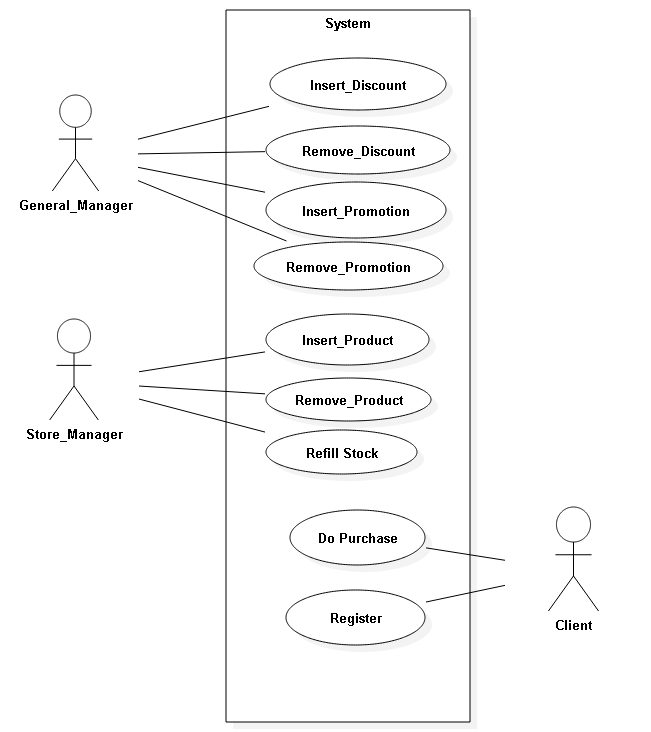 System
Insert_Discount
Remove_Discount
General_Manager
Insert_Promotion
Remove_Promotion
Insert_Product
Remove_Product
Store_Manager
Refill Stock
Do Purchase
Register
Client